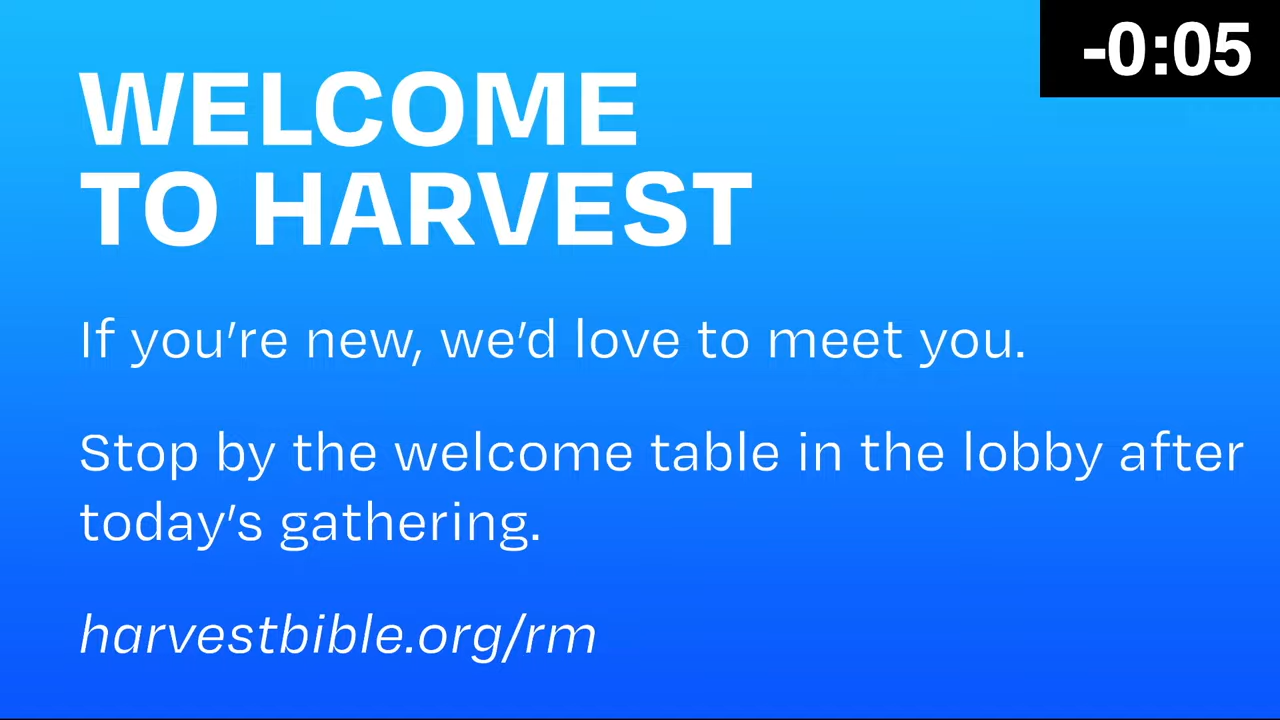 -0:05
WELCOME
TO HARVEST
If you’re new, we’d love to meet you.
Stop by the welcome table in the lobby after
today’s gathering.
harvestbible.org/rm